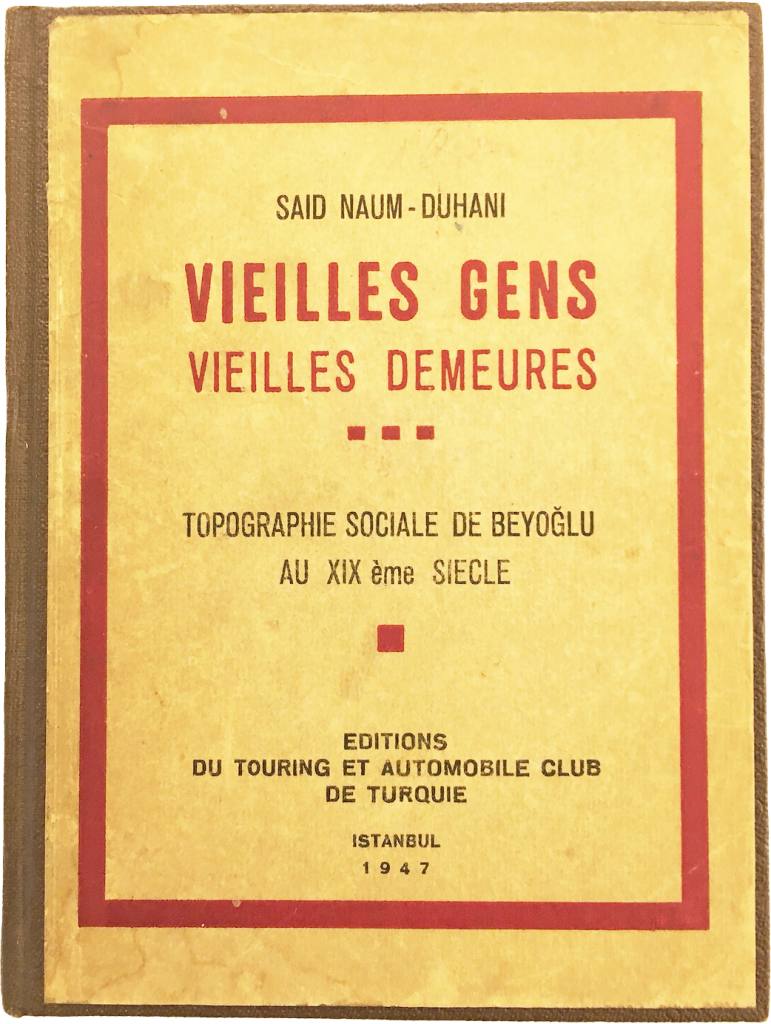 SAID NAUM-DUHANI
VIEILLES GENS
VIEILLES DEMEURES
TOPOGRAPHIE SOCIALE DE BEYOĞLU
AU XIX ème SIECLE
EDITIONS
DU TOURING ET AUTOMOBILE CLUB
DE TURQUIE
ISTANBUL
1947